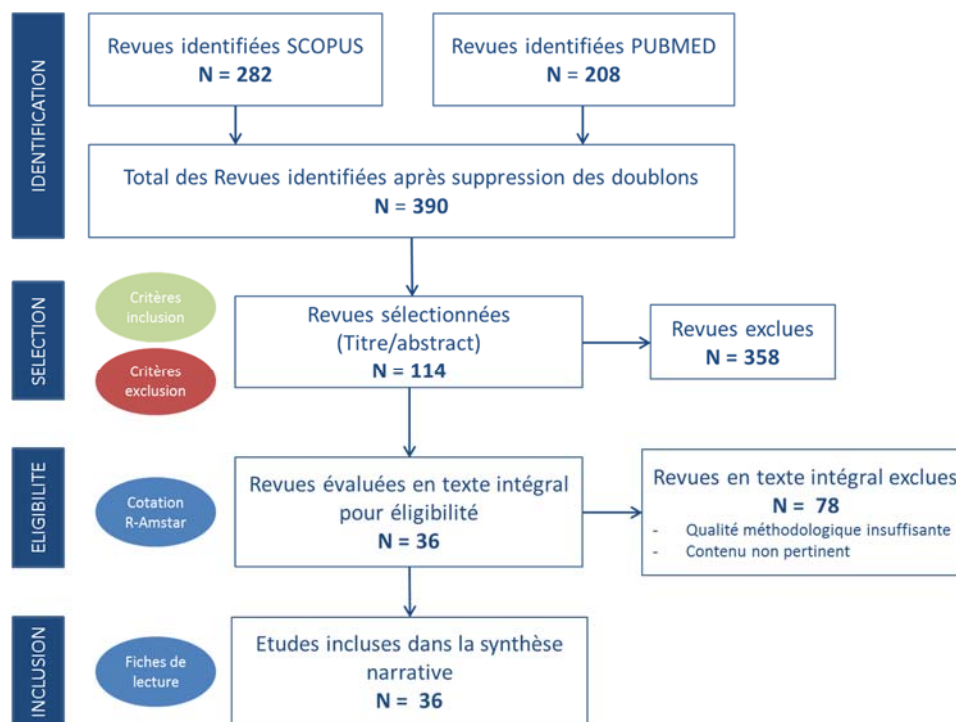 IDENTIFICATION
Revues identifiées SCOPUS
N = 282
Revues identifiées PUBMED
N = 208
Total des Revues identifiées après suppression des doublons
N = 390
SELECTION
Critères
inclusion
Critères
exclusion
Revues sélectionnées
(Titre/abstract)
N = 114
Revues exclues
N = 358
ELIGIBILITE
Cotation
R-Amstar
Revues évaluées en texte intégral
pour éligibilité
N = 36
Revues en texte intégral exclues
N = 78
- Qualité méthodologique insuffisante
- Contenu non pertinent
INCLUSION
Fiches de
lecture
Etudes incluses dans la synthèse
narrative
N = 36